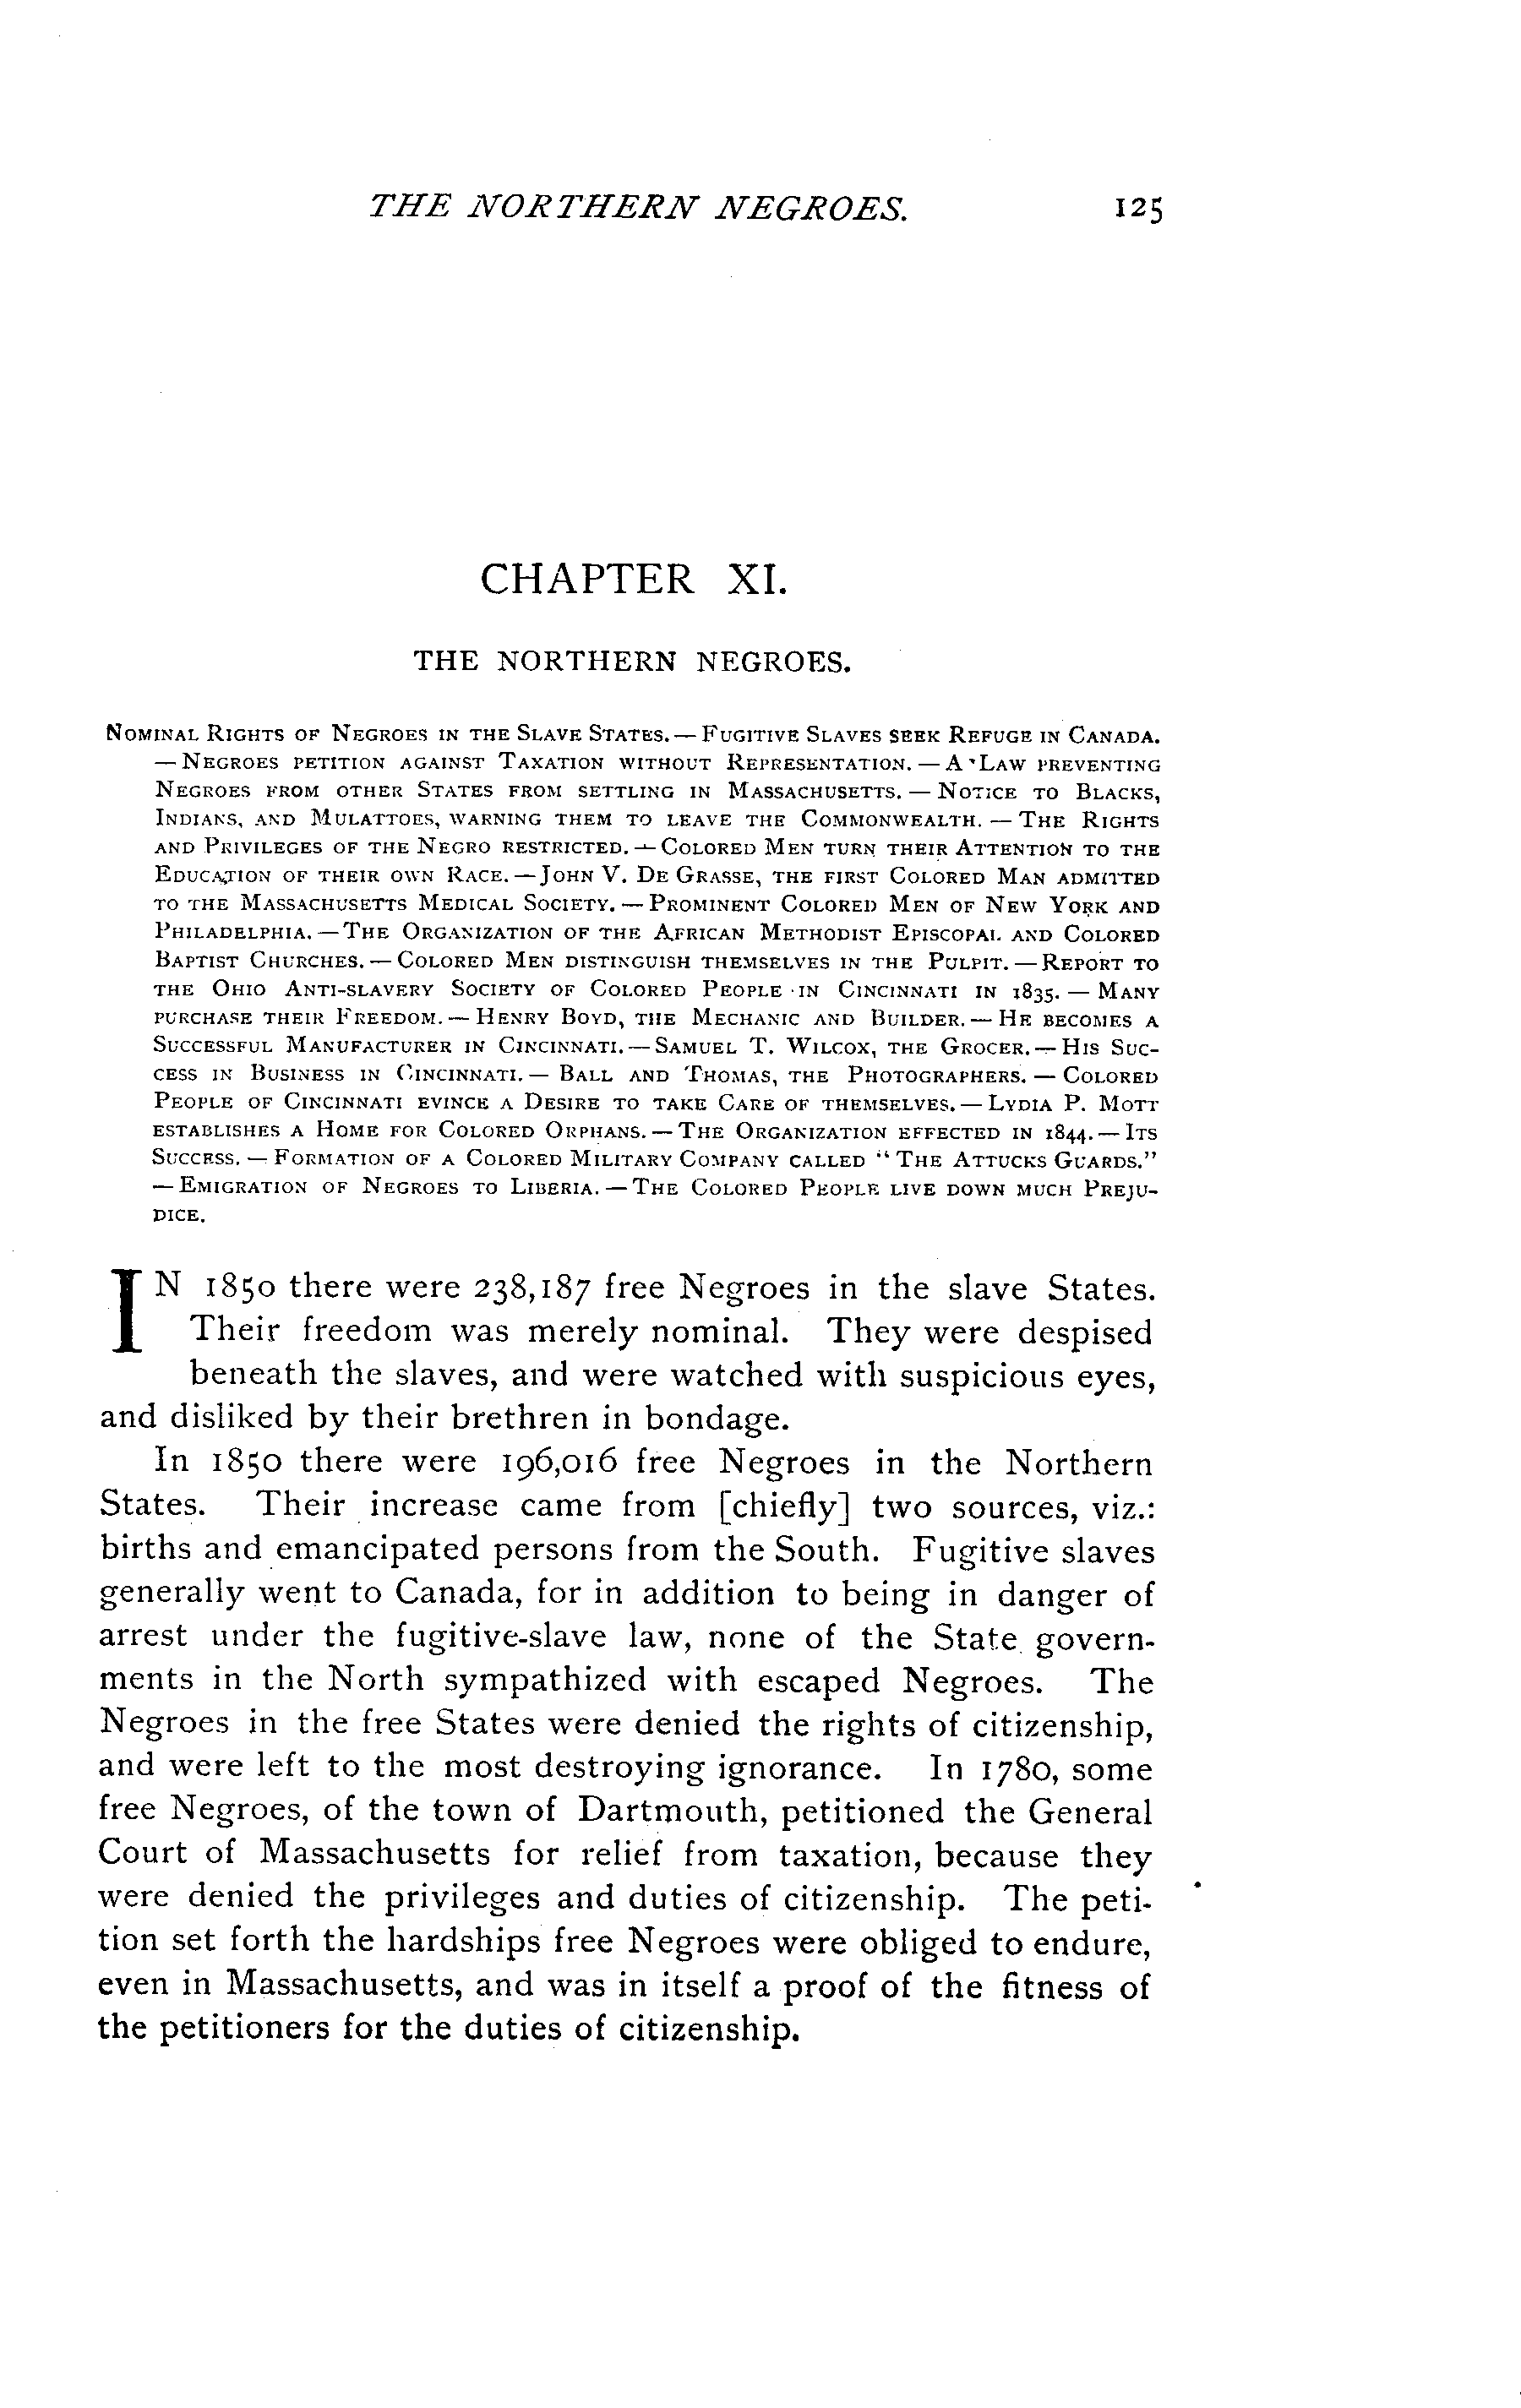 THE NORTHERN NEGROES. 125
CHAPTER XI.
THE NORTHERN NEGROES.
NOMINAL RIGHTS OF NEGROES IN THE SLAVE STATES. — FUGITIVE SLAVES SEEK REFUGE IN CANADA.
— NEGROES PETITION AGAINST TAXATION WITHOUT REPRESENTATION. — A LAW PREVENTING
NEGROES FROM OTHER STATES FROM SETTLING IN MASSACHUSETTS. — NOTICE TO BLACKS,
INDIANS, AND MULATTOES, WARNING THEM TO LEAVE THE COMMONWEALTH. — THE RIGHTS
AND PRIVILEGES OF THE NEGRO RESTRICTED. — COLORED MEN TURN THEIR ATTENTION TO THE
EDUCATION OF THEIR OWN RACE. — JOHN V. DE GRASSE, THE FIRST COLORED MAN ADMITTED
TO THE MASSACHUSETTS MEDICAL SOCIETY. — PROMINENT COLORED MEN OF NEW YORK AND
PHILADELPHIA. — THE ORGANIZATION OF THE AFRICAN METHODIST EPISCOPAL AND COLORED
BAPTIST CHURCHES. — COLORED MEN DISTINGUISH THEMSELVES IN THE PULPIT. — REPORT TO
THE OHIO ANTI-SLAVERY SOCIETY OF COLORED PEOPLE IN CINCINNATI IN 1835. — MANY
PURCHASE THEIR FREEDOM. — HENRY BOYD, THE MECHANIC AND BUILDER. — HE BECOMES A
SUCCESSFUL MANUFACTURER IN CINCINNATI. — SAMUEL T. WILCOX, THE GROCER. — HIS SUC-
CESS IN BUSINESS IN CINCINNATI. — BALL AND THOMAS, THE PHOTOGRAPHERS. — COLORED
PEOPLE OF CINCINNATI EVINCE A DESIRE TO TAKE CARE OF THEMSELVES. — LYDIA P. MOTT
ESTABLISHES A HOME FOR COLORED ORPHANS. — THE ORGANIZATION EFFECTED IN 1844. — ITS
SUCCESS. — FORMATION OF A COLORED MILITARY COMPANY CALLED "THE ATTUCKS GUARDS."
— EMIGRATION OF NEGROES TO LIBERIA. — THE COLORED PEOPLE LIVE DOWN MUCH PREJU-
DICE.
IN 1850 there were 238,187 free Negroes in the slave States.
Their freedom was merely nominal. They were despised
beneath the slaves, and were watched with suspicious eyes,
and disliked by their brethren in bondage.
In 1850 there were 196,016 free Negroes in the Northern
States. Their increase came from [chiefly] two sources, viz.:
births and emancipated persons from the South. Fugitive slaves
generally went to Canada, for in addition to being in danger of
arrest under the fugitive-slave law, none of the State govern-
ments in the North sympathized with escaped Negroes. The
Negroes in the free States were denied the rights of citizenship,
and were left to the most destroying ignorance. In 1780, some
free Negroes, of the town of Dartmouth, petitioned the General
Court of Massachusetts for relief from taxation, because they
were denied the privileges and duties of citizenship. The peti-
tion set forth the hardships free Negroes were obliged to endure,
even in Massachusetts, and was in itself a proof of the fitness of
the petitioners for the duties of citizenship.